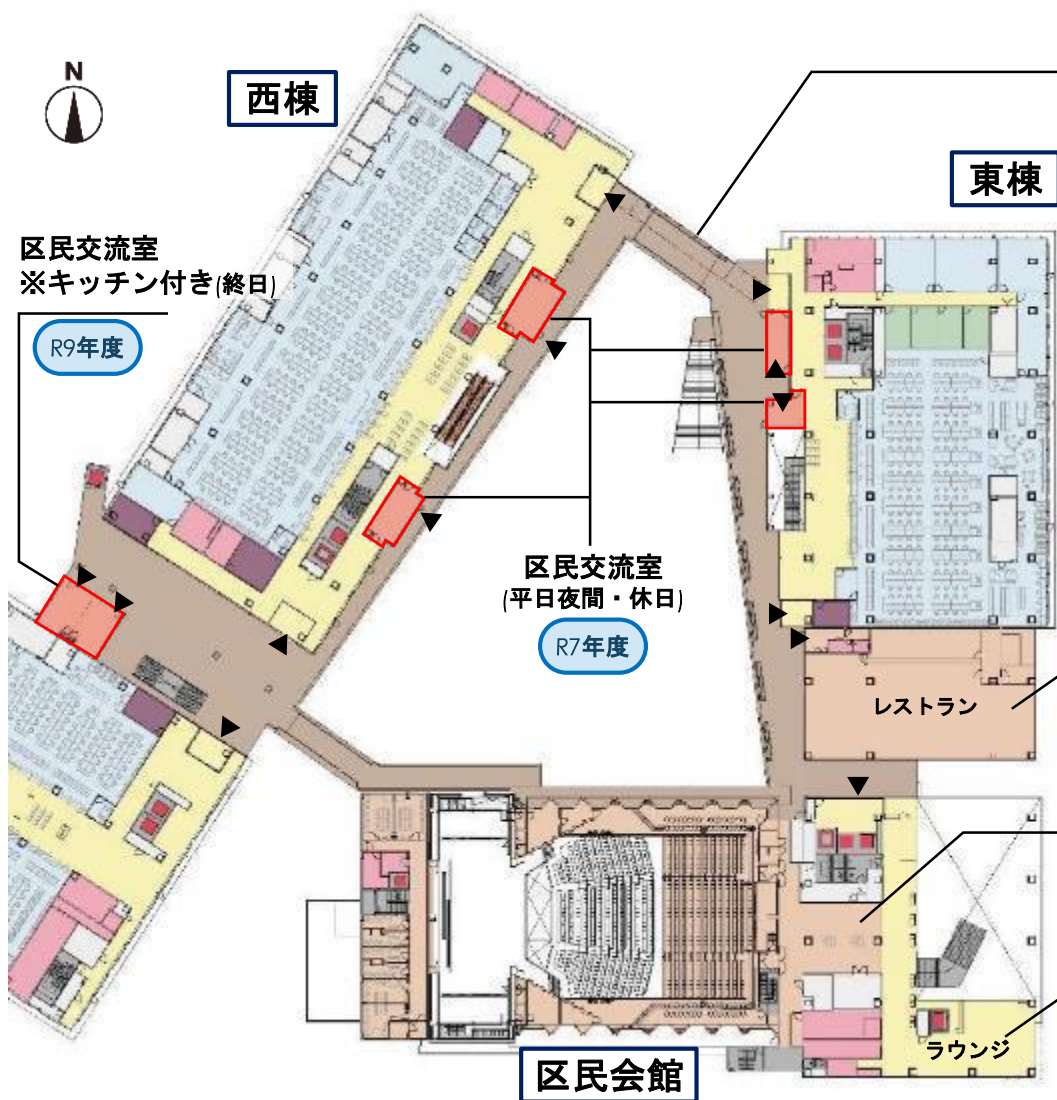 N
西棟
東棟
区民交流室
※キッチン付き(終日)
R9年度
区民交流室
(平日夜間・休日)
R7年度
レストラン
ラウンジ
区民会館